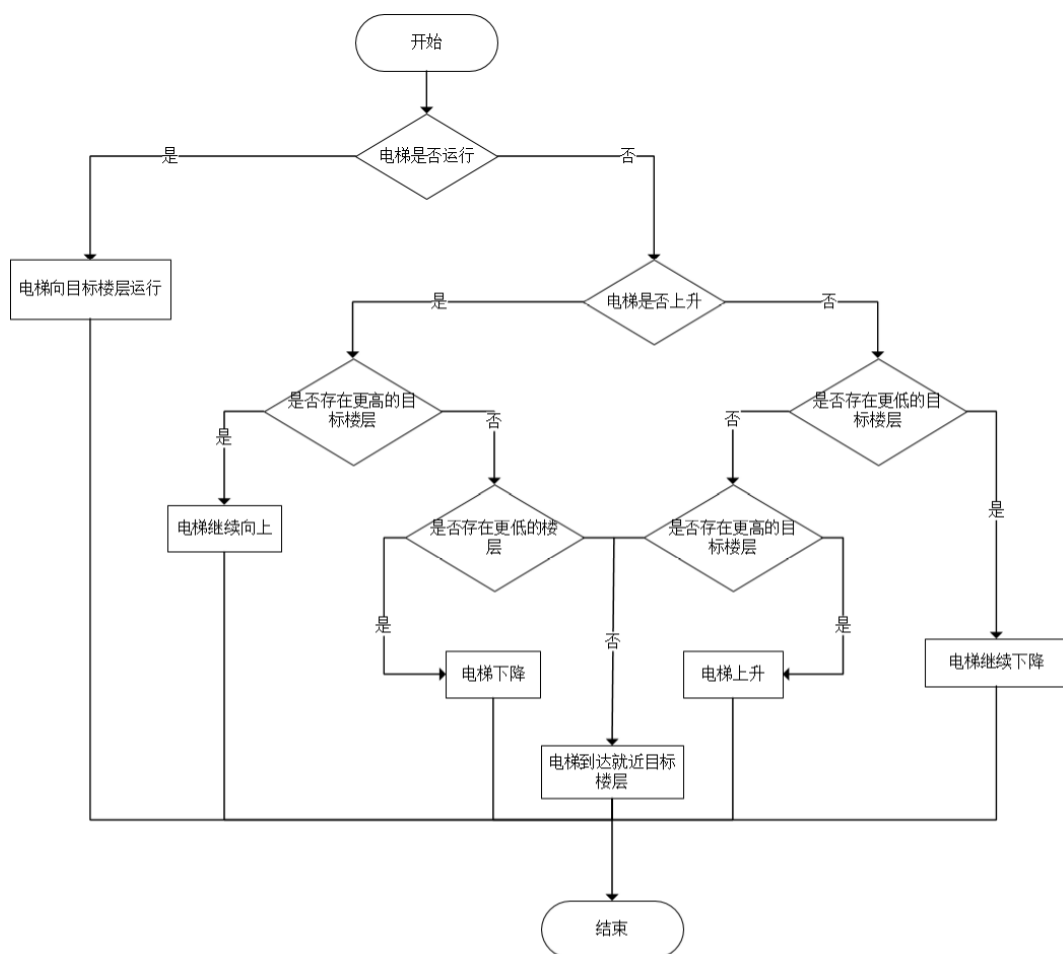 开始
电梯是否运行
是
否
电梯向目标楼层运行
电梯是否上升
是
否
是否存在更高的目
标楼层
是否存在更低的目
标楼层
是
否
否
是
电梯继续向上
是否存在更低的楼
层
是否存在更高的目
标楼层
是
否
是
电梯下降
电梯上升
电梯继续下降
电梯到达就近目标
楼层
结束